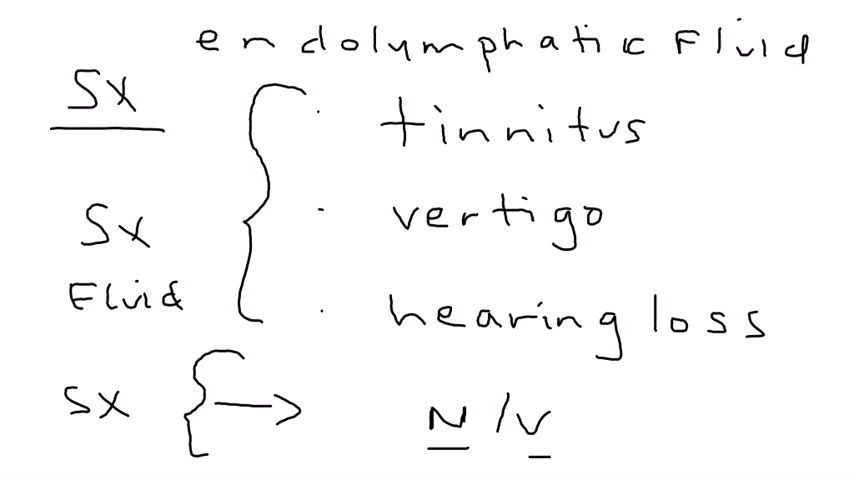 endolymphatic Fluid
Sx
· tinnitus
Sx
· vertigo
Fluid
· hearing loss
Sx → N/V